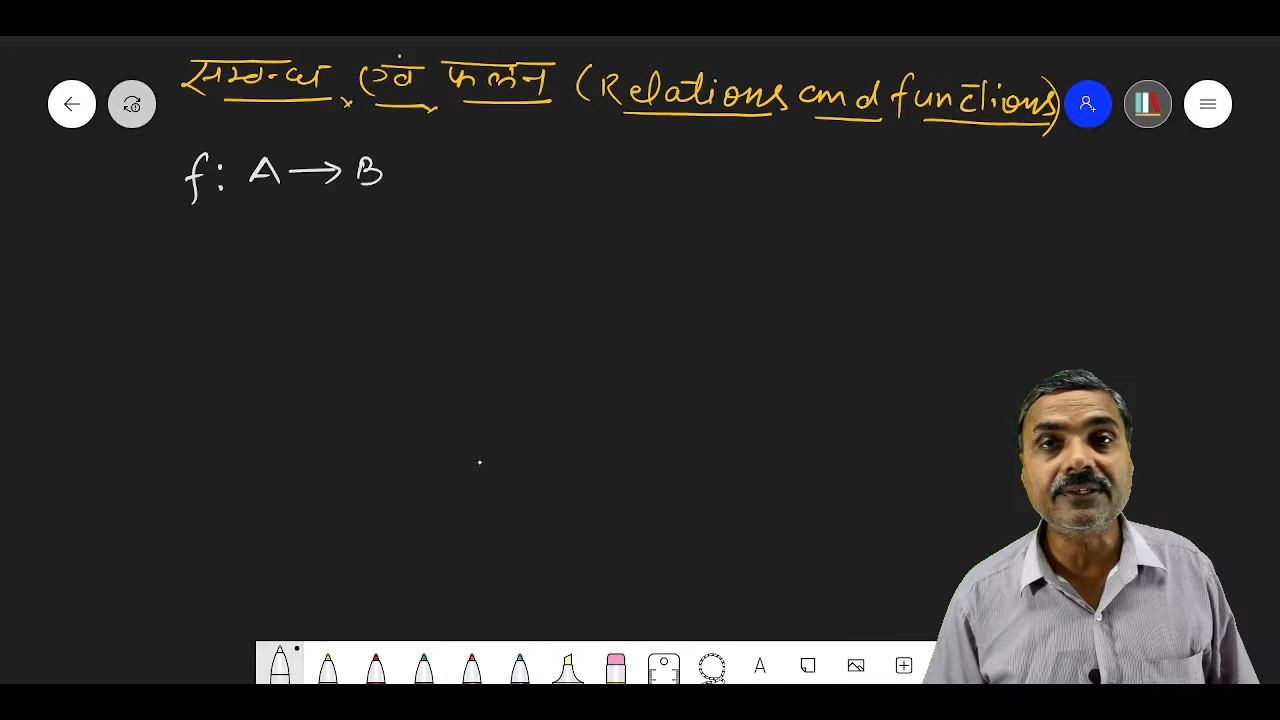 सम्बन्ध एवं फलन (Relations and functions)
f: A → B